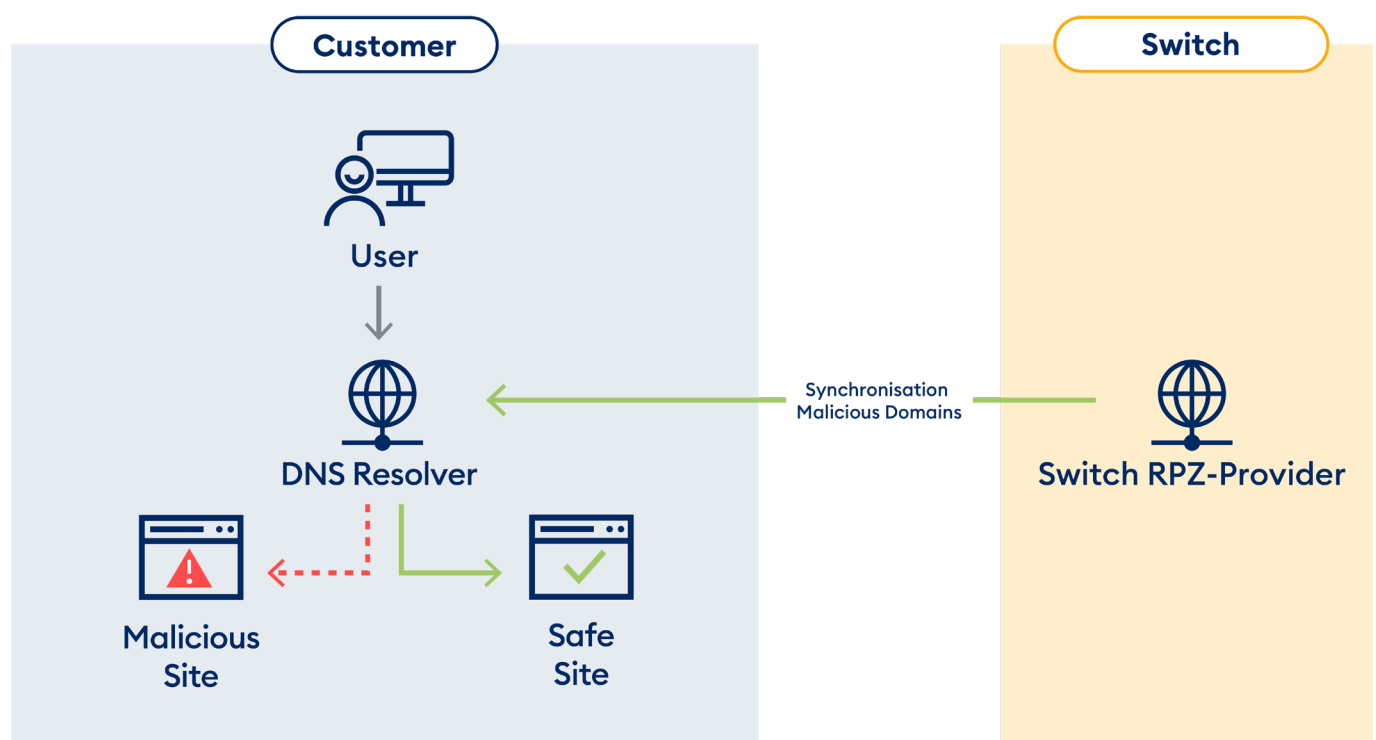 Customer
Switch
User
Synchronisation
Malicious Domains
DNS Resolver
Switch RPZ-Provider
Malicious
Site
Safe
Site